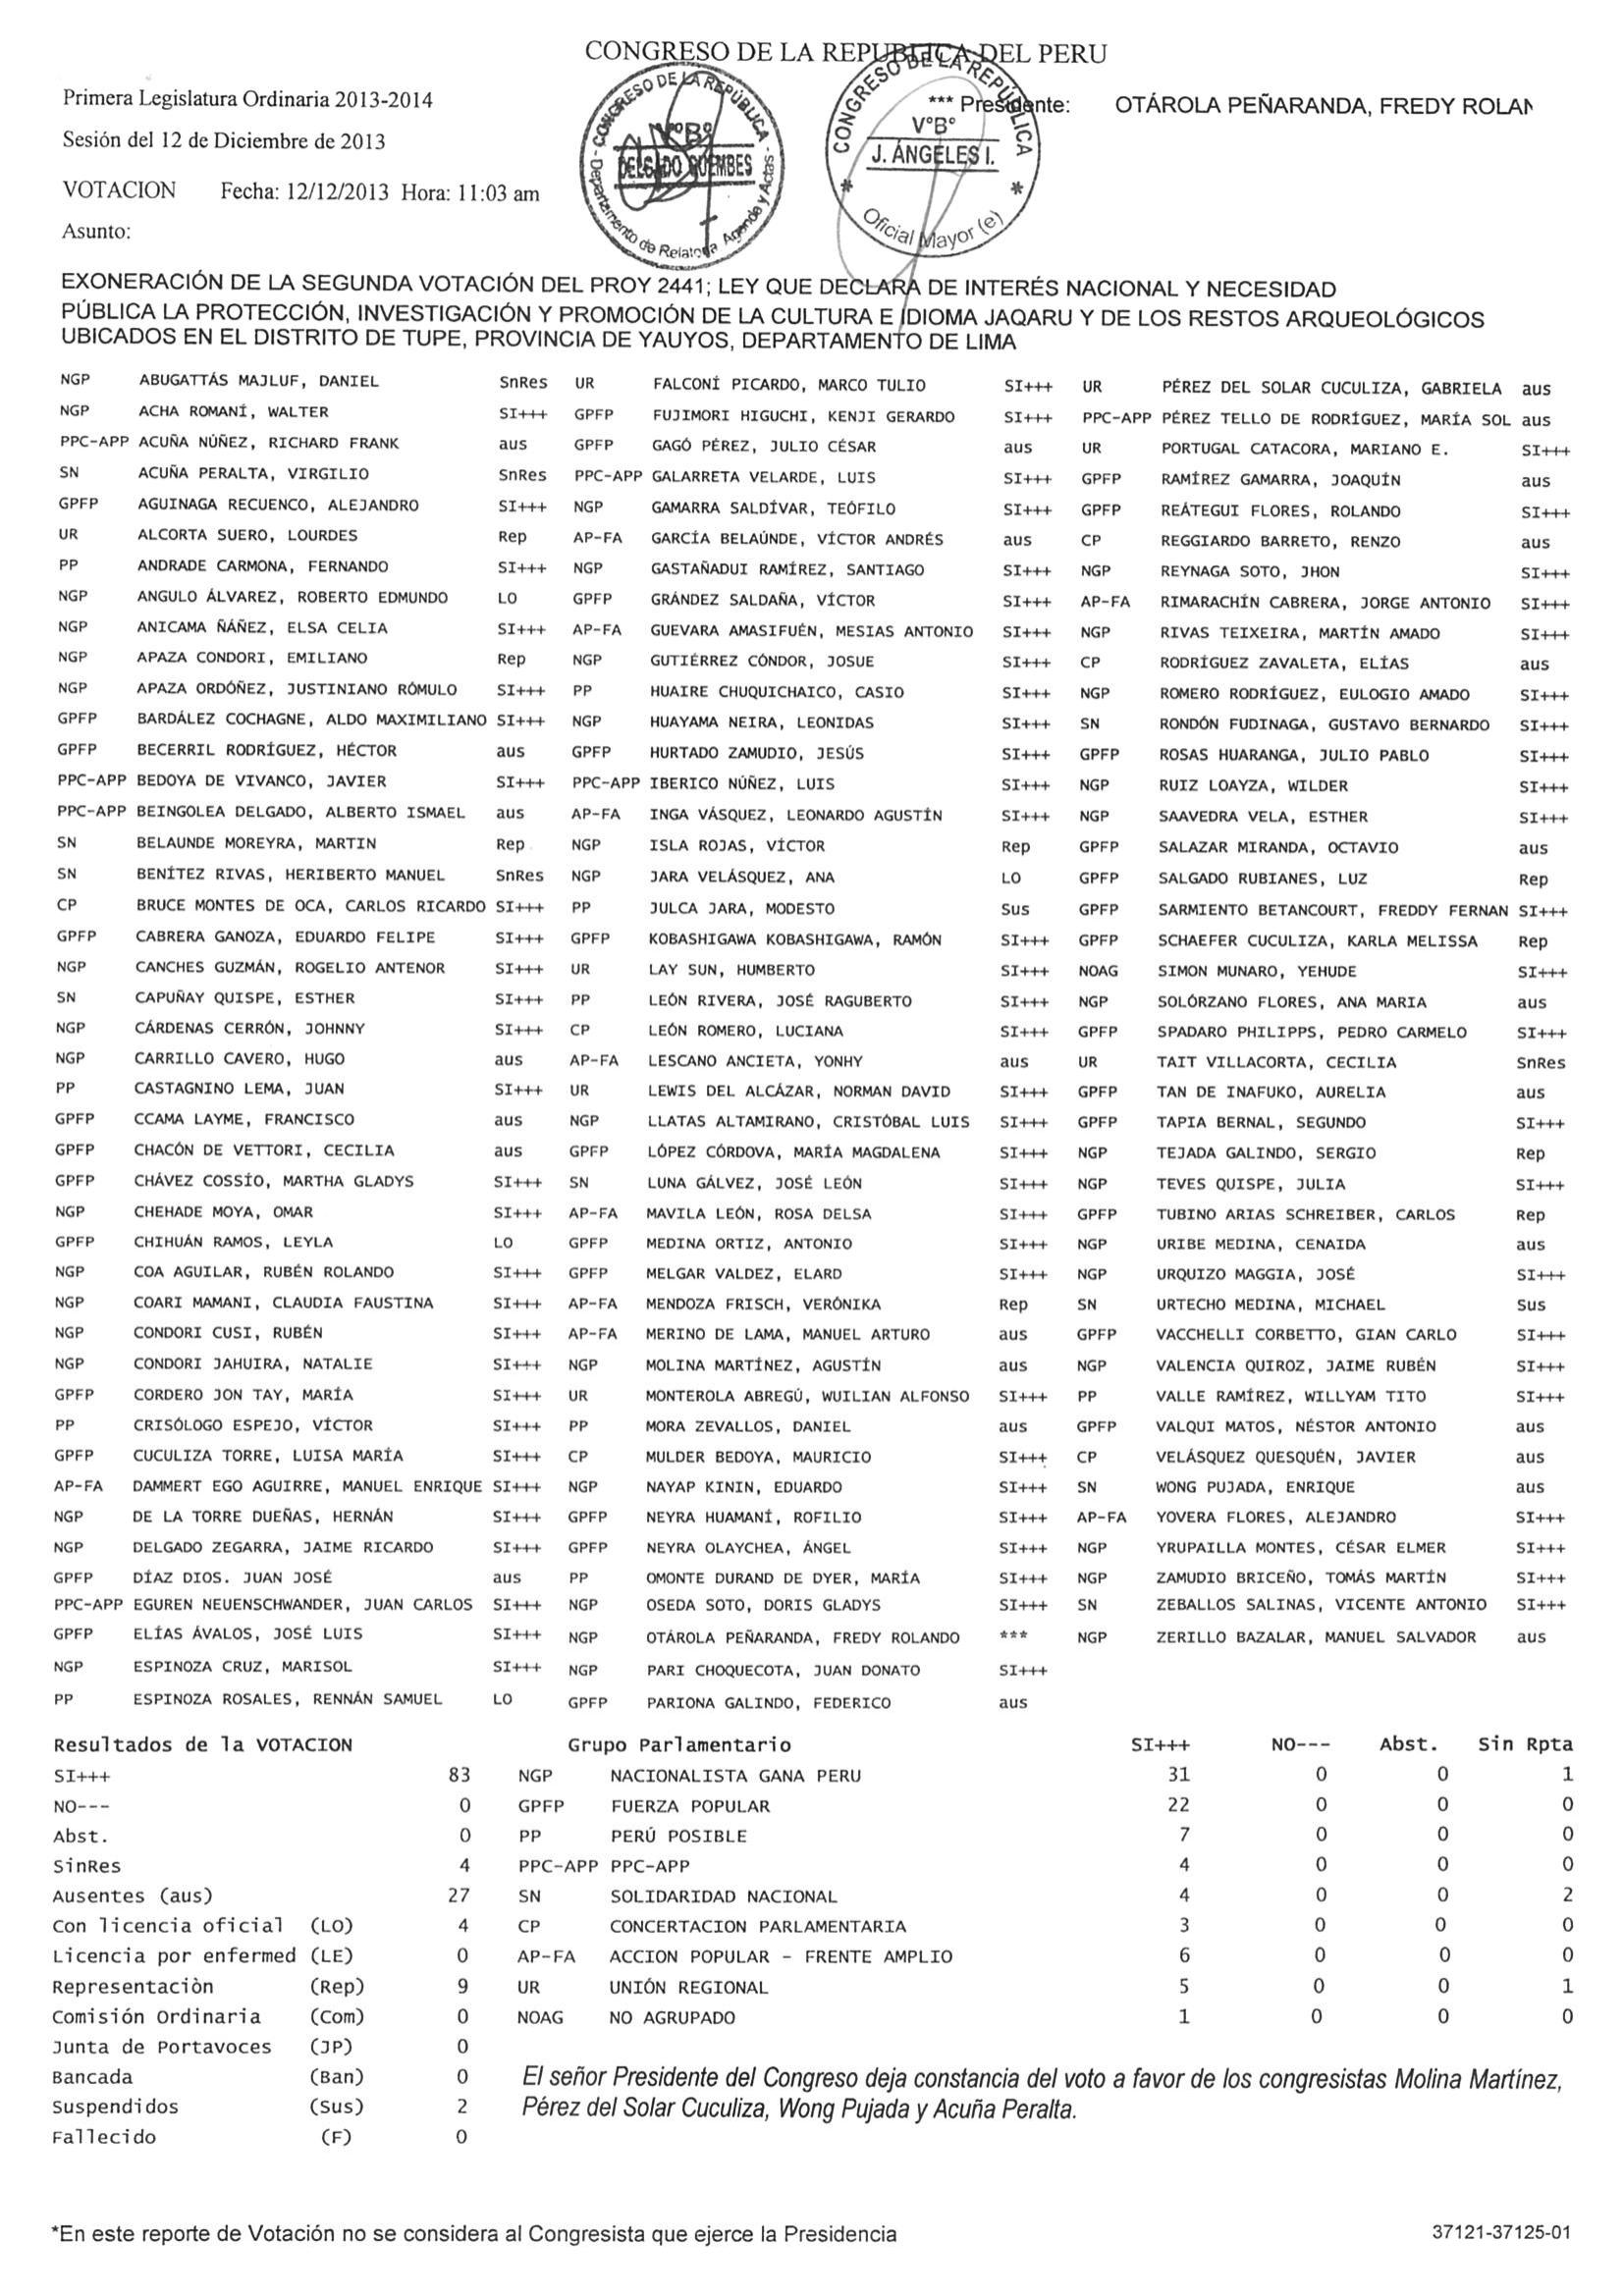 CONGRESO DE LA REPUBLICA DEL PERU
Primera Legislatura Ordinaria 2013-2014
*** Presidente: OTÁROLA PEÑARANDA, FREDY ROLAN
Sesión del 12 de Diciembre de 2013
VOTACION Fecha: 12/12/2013 Hora: 11:03 am
Asunto:
CONGRESO DE LA REPÚBLICA
V°B°
DELGADO GUEMBES
Departamento de Relatoria Agenda y Actas
CONGRESO DE LA REPÚBLICA
V°B°
J. ÁNGELES I.
Oficial Mayor (e)
EXONERACIÓN DE LA SEGUNDA VOTACIÓN DEL PROY 2441; LEY QUE DECLARA DE INTERÉS NACIONAL Y NECESIDAD
PÚBLICA LA PROTECCIÓN, INVESTIGACIÓN Y PROMOCIÓN DE LA CULTURA E IDIOMA JAQARU Y DE LOS RESTOS ARQUEOLÓGICOS
UBICADOS EN EL DISTRITO DE TUPE, PROVINCIA DE YAUYOS, DEPARTAMENTO DE LIMA
NGP ABUGATTÁS MAJLUF, DANIEL SnRes UR FALCONÍ PICARDO, MARCO TULIO SI+++ UR PÉREZ DEL SOLAR CUCULIZA, GABRIELA aus
NGP ACHA ROMANÍ, WALTER SI+++ GPFP FUJIMORI HIGUCHI, KENJI GERARDO SI+++ PPC-APP PÉREZ TELLO DE RODRÍGUEZ, MARÍA SOL aus
PPC-APP ACUÑA NÚÑEZ, RICHARD FRANK aus GPFP GAGÓ PÉREZ, JULIO CÉSAR aus UR PORTUGAL CATACORA, MARIANO E. SI+++
SN ACUÑA PERALTA, VIRGILIO SnRes PPC-APP GALARRETA VELARDE, LUIS SI+++ GPFP RAMÍREZ GAMARRA, JOAQUÍN aus
GPFP AGUINAGA RECUENCO, ALEJANDRO SI+++ NGP GAMARRA SALDÍVAR, TEÓFILO SI+++ GPFP REÁTEGUI FLORES, ROLANDO SI+++
UR ALCORTA SUERO, LOURDES Rep AP-FA GARCÍA BELAÚNDE, VÍCTOR ANDRÉS aus CP REGGIARDO BARRETO, RENZO aus
PP ANDRADE CARMONA, FERNANDO SI+++ NGP GASTAÑADUI RAMÍREZ, SANTIAGO SI+++ NGP REYNAGA SOTO, JHON SI+++
NGP ANGULO ÁLVAREZ, ROBERTO EDMUNDO LO GPFP GRÁNDEZ SALDAÑA, VÍCTOR SI+++ AP-FA RIMARACHÍN CABRERA, JORGE ANTONIO SI+++
NGP ANICAMA ÑÁÑEZ, ELSA CELIA SI+++ AP-FA GUEVARA AMASIFUÉN, MESIAS ANTONIO SI+++ NGP RIVAS TEIXEIRA, MARTÍN AMADO SI+++
NGP APAZA CONDORI, EMILIANO Rep NGP GUTIÉRREZ CÓNDOR, JOSUE SI+++ CP RODRÍGUEZ ZAVALETA, ELÍAS aus
NGP APAZA ORDÓÑEZ, JUSTINIANO RÓMULO SI+++ PP HUAIRE CHUQUICHAICO, CASIO SI+++ NGP ROMERO RODRÍGUEZ, EULOGIO AMADO SI+++
GPFP BARDÁLEZ COCHAGNE, ALDO MAXIMILIANO SI+++ NGP HUAYAMA NEIRA, LEONIDAS SI+++ SN RONDÓN FUDINAGA, GUSTAVO BERNARDO SI+++
GPFP BECERRIL RODRÍGUEZ, HÉCTOR aus GPFP HURTADO ZAMUDIO, JESÚS SI+++ GPFP ROSAS HUARANGA, JULIO PABLO SI+++
PPC-APP BEDOYA DE VIVANCO, JAVIER SI+++ PPC-APP IBERICO NÚÑEZ, LUIS SI+++ NGP RUIZ LOAYZA, WILDER SI+++
PPC-APP BEINGOLEA DELGADO, ALBERTO ISMAEL aus AP-FA INGA VÁSQUEZ, LEONARDO AGUSTÍN SI+++ NGP SAAVEDRA VELA, ESTHER SI+++
SN BELAUNDE MOREYRA, MARTIN Rep NGP ISLA ROJAS, VÍCTOR Rep GPFP SALAZAR MIRANDA, OCTAVIO aus
SN BENÍTEZ RIVAS, HERIBERTO MANUEL SnRes NGP JARA VELÁSQUEZ, ANA LO GPFP SALGADO RUBIANES, LUZ Rep
CP BRUCE MONTES DE OCA, CARLOS RICARDO SI+++ PP JULCA JARA, MODESTO Sus GPFP SARMIENTO BETANCOURT, FREDDY FERNAN SI+++
GPFP CABRERA GANOZA, EDUARDO FELIPE SI+++ GPFP KOBASHIGAWA KOBASHIGAWA, RAMÓN SI+++ GPFP SCHAEFER CUCULIZA, KARLA MELISSA Rep
NGP CANCHES GUZMÁN, ROGELIO ANTENOR SI+++ UR LAY SUN, HUMBERTO SI+++ NOAG SIMON MUNARO, YEHUDE SI+++
SN CAPUÑAY QUISPE, ESTHER SI+++ PP LEÓN RIVERA, JOSÉ RAGUBERTO SI+++ NGP SOLÓRZANO FLORES, ANA MARIA aus
NGP CÁRDENAS CERRÓN, JOHNNY SI+++ CP LEÓN ROMERO, LUCIANA SI+++ GPFP SPADARO PHILIPPS, PEDRO CARMELO SI+++
NGP CARRILLO CAVERO, HUGO aus AP-FA LESCANO ANCIETA, YONHY aus UR TAIT VILLACORTA, CECILIA SnRes
PP CASTAGNINO LEMA, JUAN SI+++ UR LEWIS DEL ALCÁZAR, NORMAN DAVID SI+++ GPFP TAN DE INAFUKO, AURELIA aus
GPFP CCAMA LAYME, FRANCISCO aus NGP LLATAS ALTAMIRANO, CRISTÓBAL LUIS SI+++ GPFP TAPIA BERNAL, SEGUNDO SI+++
GPFP CHACÓN DE VETTORI, CECILIA aus GPFP LÓPEZ CÓRDOVA, MARÍA MAGDALENA SI+++ NGP TEJADA GALINDO, SERGIO Rep
GPFP CHÁVEZ COSSÍO, MARTHA GLADYS SI+++ SN LUNA GÁLVEZ, JOSÉ LEÓN SI+++ NGP TEVES QUISPE, JULIA SI+++
NGP CHEHADE MOYA, OMAR SI+++ AP-FA MAVILA LEÓN, ROSA DELSA SI+++ GPFP TUBINO ARIAS SCHREIBER, CARLOS Rep
GPFP CHIHUÁN RAMOS, LEYLA LO GPFP MEDINA ORTIZ, ANTONIO SI+++ NGP URIBE MEDINA, CENAIDA aus
NGP COA AGUILAR, RUBÉN ROLANDO SI+++ GPFP MELGAR VALDEZ, ELARD SI+++ NGP URQUIZO MAGGIA, JOSÉ SI+++
NGP COARI MAMANI, CLAUDIA FAUSTINA SI+++ AP-FA MENDOZA FRISCH, VERÓNIKA Rep SN URTECHO MEDINA, MICHAEL Sus
NGP CONDORI CUSI, RUBÉN SI+++ AP-FA MERINO DE LAMA, MANUEL ARTURO aus GPFP VACCHELLI CORBETTO, GIAN CARLO SI+++
NGP CONDORI JAHUIRA, NATALIE SI+++ NGP MOLINA MARTÍNEZ, AGUSTÍN aus NGP VALENCIA QUIROZ, JAIME RUBÉN SI+++
GPFP CORDERO JON TAY, MARÍA SI+++ UR MONTEROLA ABREGÚ, WUILIAN ALFONSO SI+++ PP VALLE RAMÍREZ, WILLYAM TITO SI+++
PP CRISÓLOGO ESPEJO, VÍCTOR SI+++ PP MORA ZEVALLOS, DANIEL aus GPFP VALQUI MATOS, NÉSTOR ANTONIO aus
GPFP CUCULIZA TORRE, LUISA MARÍA SI+++ CP MULDER BEDOYA, MAURICIO SI+++ CP VELÁSQUEZ QUESQUÉN, JAVIER aus
AP-FA DAMMERT EGO AGUIRRE, MANUEL ENRIQUE SI+++ NGP NAYAP KININ, EDUARDO SI+++ SN WONG PUJADA, ENRIQUE aus
NGP DE LA TORRE DUEÑAS, HERNÁN SI+++ GPFP NEYRA HUAMANÍ, ROFILIO SI+++ AP-FA YOVERA FLORES, ALEJANDRO SI+++
NGP DELGADO ZEGARRA, JAIME RICARDO SI+++ GPFP NEYRA OLAYCHEA, ÁNGEL SI+++ NGP YRUPAILLA MONTES, CÉSAR ELMER SI+++
GPFP DÍAZ DIOS. JUAN JOSÉ aus PP OMONTE DURAND DE DYER, MARÍA SI+++ NGP ZAMUDIO BRICEÑO, TOMÁS MARTÍN SI+++
PPC-APP EGUREN NEUENSCHWANDER, JUAN CARLOS SI+++ NGP OSEDA SOTO, DORIS GLADYS SI+++ SN ZEBALLOS SALINAS, VICENTE ANTONIO SI+++
GPFP ELÍAS ÁVALOS, JOSÉ LUIS SI+++ NGP OTÁROLA PEÑARANDA, FREDY ROLANDO *** NGP ZERILLO BAZALAR, MANUEL SALVADOR aus
NGP ESPINOZA CRUZ, MARISOL SI+++ NGP PARI CHOQUECOTA, JUAN DONATO SI+++
PP ESPINOZA ROSALES, RENNÁN SAMUEL LO GPFP PARIONA GALINDO, FEDERICO aus
Resultados de la VOTACION Grupo Parlamentario SI+++ NO--- Abst. Sin Rpta
SI+++ 83 NGP NACIONALISTA GANA PERU 31 0 0 1
NO--- 0 GPFP FUERZA POPULAR 22 0 0 0
Abst. 0 PP PERÚ POSIBLE 7 0 0 0
SinRes 4 PPC-APP PPC-APP 4 0 0 0
Ausentes (aus) 27 SN SOLIDARIDAD NACIONAL 4 0 0 2
Con licencia oficial (LO) 4 CP CONCERTACION PARLAMENTARIA 3 0 0 0
Licencia por enfermed (LE) 0 AP-FA ACCION POPULAR - FRENTE AMPLIO 6 0 0 0
Representaciòn (Rep) 9 UR UNIÓN REGIONAL 5 0 0 1
Comisión Ordinaria (Com) 0 NOAG NO AGRUPADO 1 0 0 0
Junta de Portavoces (JP) 0
Bancada (Ban) 0
Suspendidos (Sus) 2
Fallecido (F) 0
El señor Presidente del Congreso deja constancia del voto a favor de los congresistas Molina Martínez,
Pérez del Solar Cuculiza, Wong Pujada y Acuña Peralta.
*En este reporte de Votación no se considera al Congresista que ejerce la Presidencia
37121-37125-01